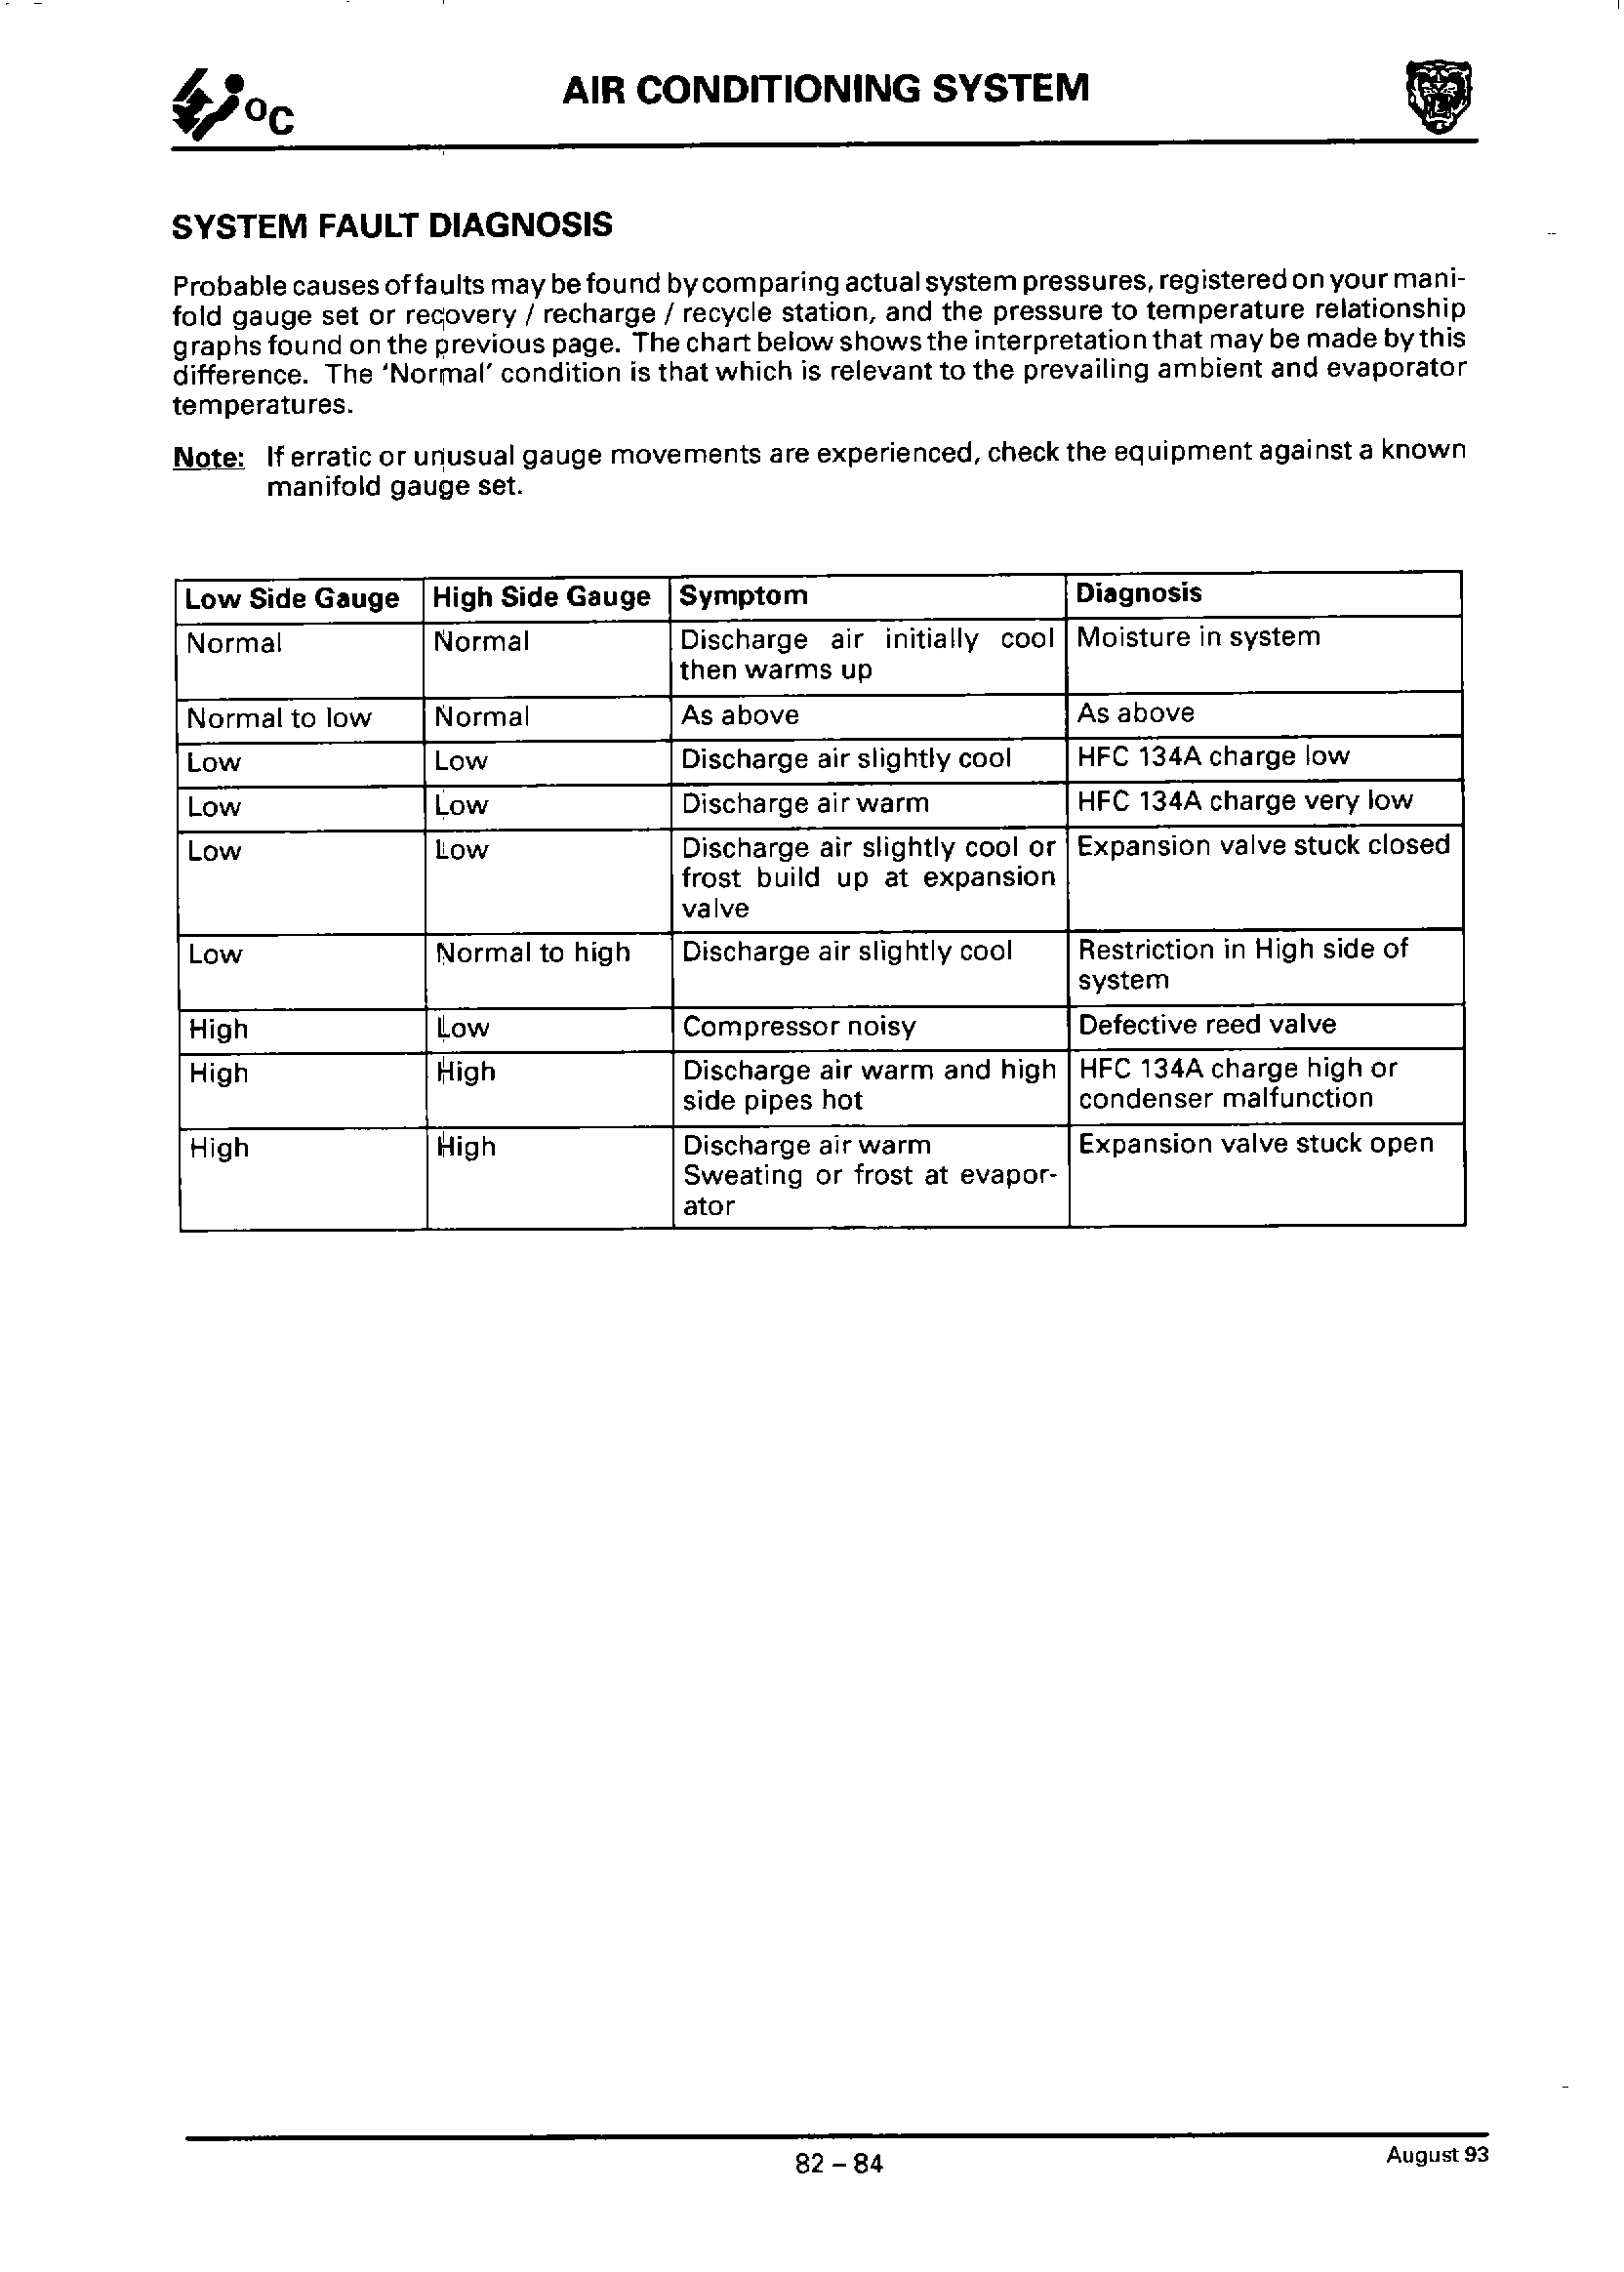 °C
AIR CONDITIONING SYSTEM
SYSTEM FAULT DIAGNOSIS
Probable causes of faults may be found by comparing actual system pressures, registered on your mani-
fold gauge set or recovery / recharge / recycle station, and the pressure to temperature relationship
graphs found on the previous page. The chart below shows the interpretation that may be made by this
difference. The 'Normal' condition is that which is relevant to the prevailing ambient and evaporator
temperatures.
Note: If erratic or unusual gauge movements are experienced, check the equipment against a known
manifold gauge set.
Low Side Gauge High Side Gauge Symptom Diagnosis
Normal Normal Discharge air initially cool Moisture in system
then warms up
Normal to low Normal As above As above
Low Low Discharge air slightly cool HFC 134A charge low
Low Low Discharge air warm HFC 134A charge very low
Low Low Discharge air slightly cool or Expansion valve stuck closed
frost build up at expansion
valve
Low Normal to high Discharge air slightly cool Restriction in High side of
system
High Low Compressor noisy Defective reed valve
High High Discharge air warm and high HFC 134A charge high or
side pipes hot condenser malfunction
High High Discharge air warm Expansion valve stuck open
Sweating or frost at evapor-
ator
82 – 84
August 93